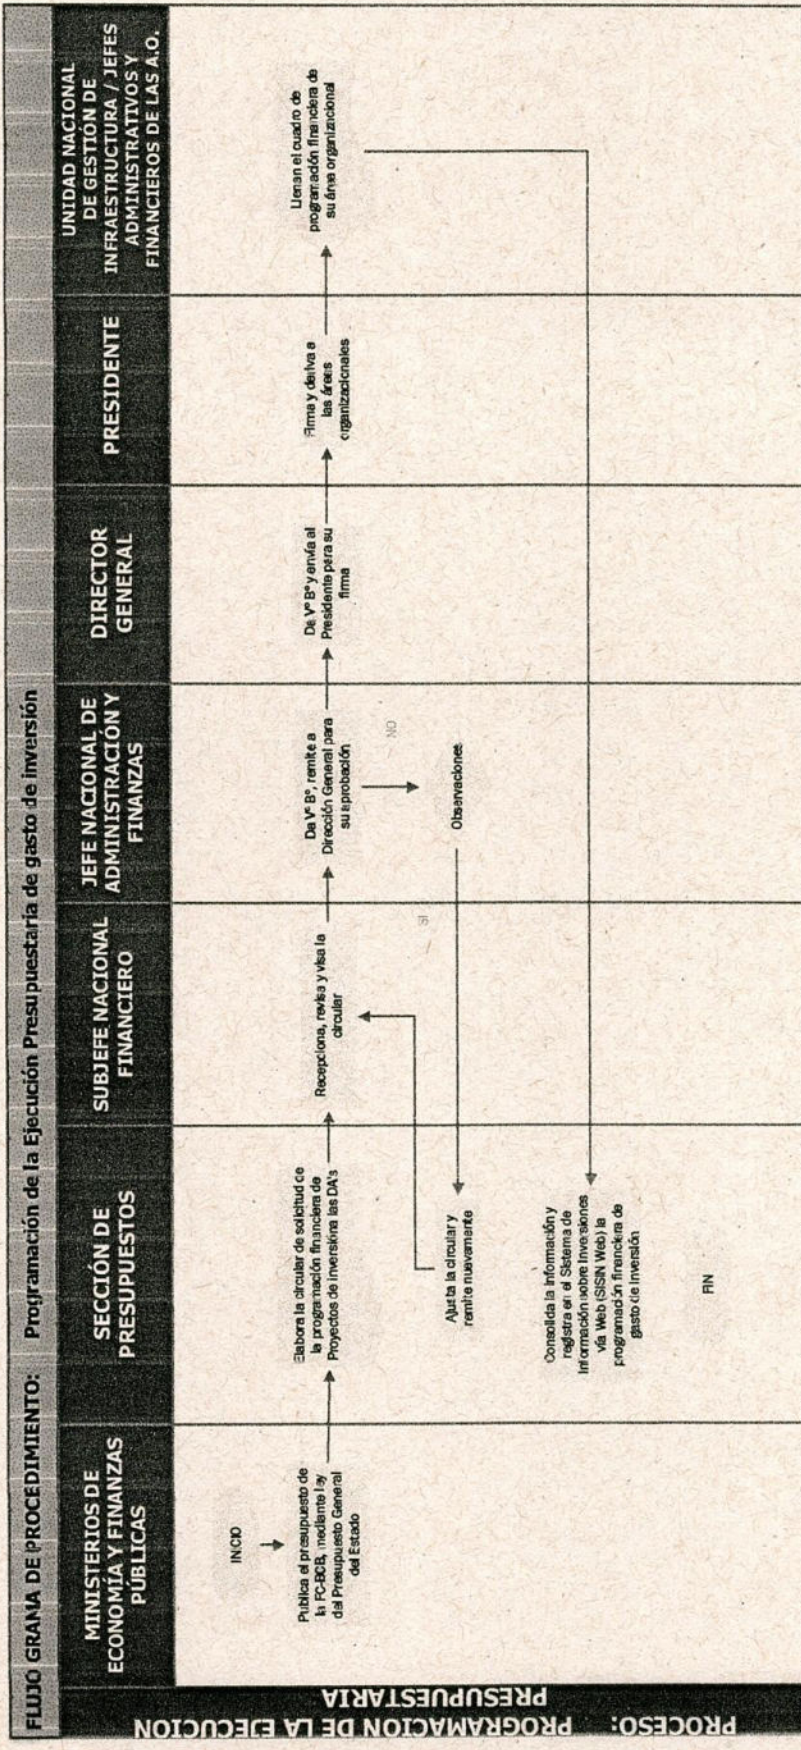 FLUJO GRAMA DE PROCEDIMIENTO: Programación de la Ejecución Presupuestaria de gasto de inversión
MINISTERIOS DE
ECONOMÍA Y FINANZAS
PÚBLICAS
SECCIÓN DE
PRESUPUESTOS
SUBJEFE NACIONAL
FINANCIERO
JEFE NACIONAL DE
ADMINISTRACIÓN Y
FINANZAS
DIRECTOR
GENERAL
PRESIDENTE
UNIDAD NACIONAL
DE GESTIÓN DE
INFRAESTRUCTURA / JEFES
ADMINISTRATIVOS Y
FINANCIEROS DE LAS A.O.
PROCESO: PROGRAMACION DE LA EJECUCION
PRESUPUESTARIA
INICIO
Publica el presupuesto de
la FC-BCB, mediante ley
del Presupuesto General
del Estado
Elabora la circular de solicitud de
la programación financiera de
Proyectos de inversión a las DA's
Recepciona, revisa y visa la
circular
Da Vº Bº, remite a
Dirección General para
su aprobación
Da Vº Bº y envía al
Presidente para su
firma
Firma y deriva a
las áreas
organizacionales
Llenan el cuadro de
programación financiera de
su área organizacional
NO
SI
Observaciones
Ajusta la circular y
remite nuevamente
Consolida la información y
registra en el Sistema de
Información sobre Inversiones
vía Web (SISIN Web) la
programación financiera de
gasto de inversión
FIN